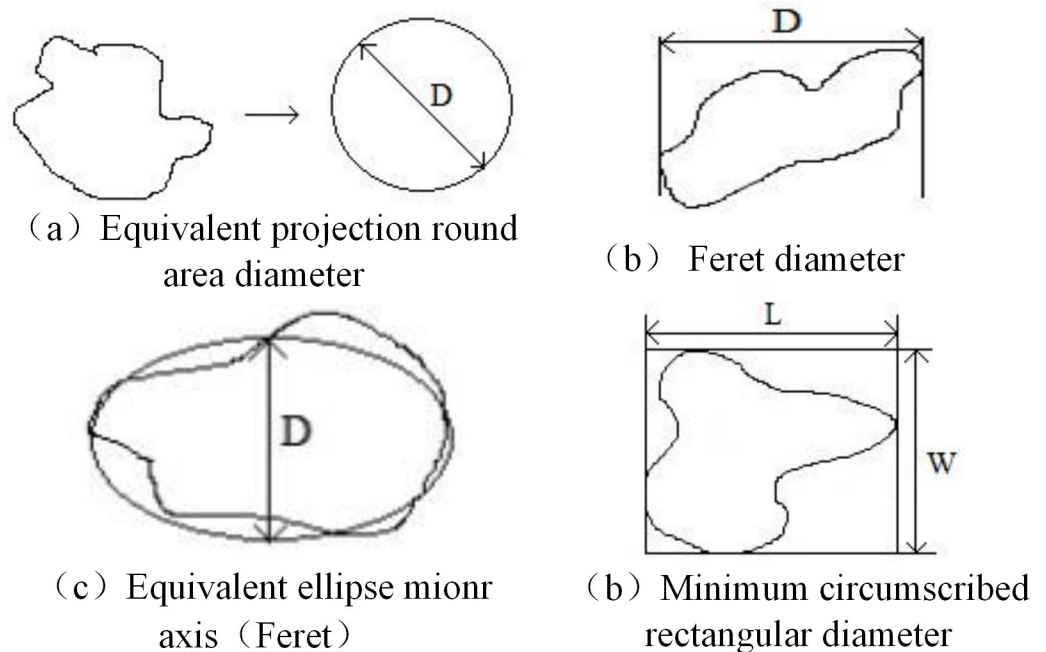 D
D
（a）Equivalent projection round
area diameter
（b） Feret diameter
D
L
W
（c）Equivalent ellipse mionr
axis（Feret）
（b）Minimum circumscribed
rectangular diameter